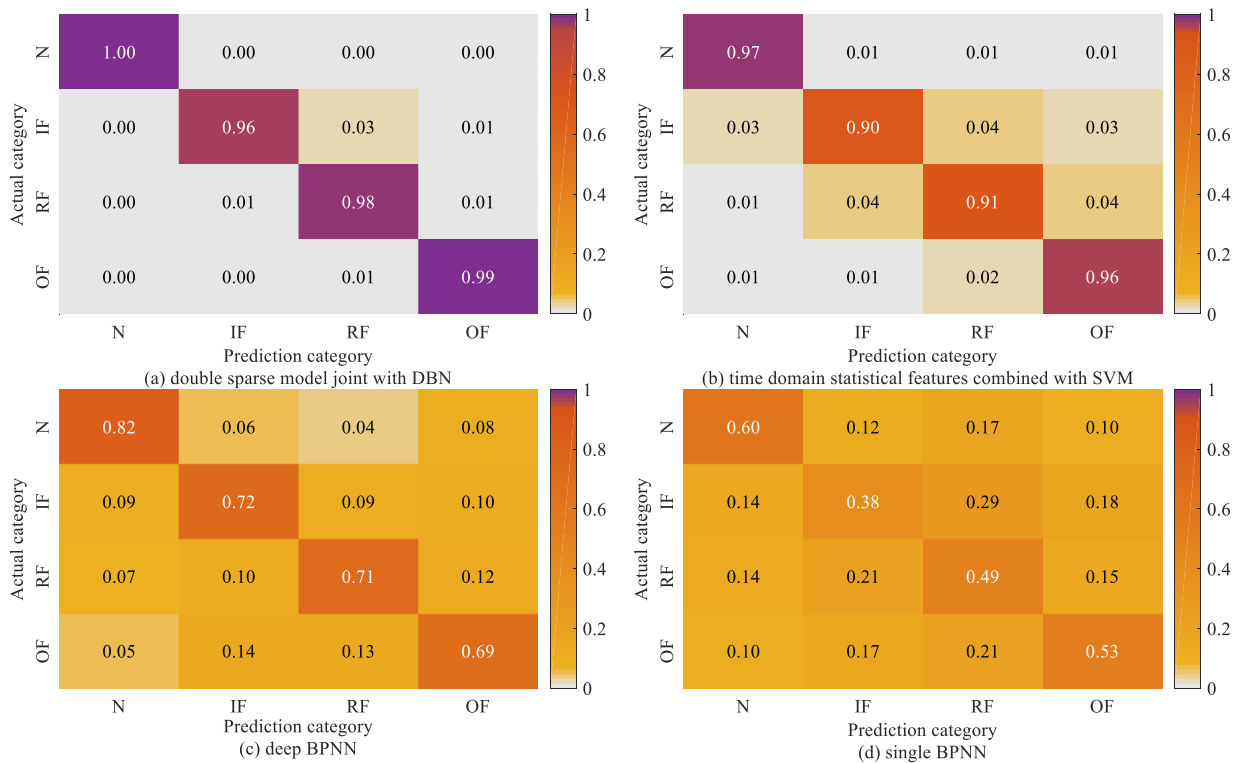 N 1.00 0.00 0.00 0.00
IF 0.00 0.96 0.03 0.01
RF 0.00 0.01 0.98 0.01
OF 0.00 0.00 0.01 0.99
Actual category
N IF RF OF
Prediction category
1
0.8
0.6
0.4
0.2
0
(a) double sparse model joint with DBN
N 0.97 0.01 0.01 0.01
IF 0.03 0.90 0.04 0.03
RF 0.01 0.04 0.91 0.04
OF 0.01 0.01 0.02 0.96
Actual category
N IF RF OF
Prediction category
1
0.8
0.6
0.4
0.2
0
(b) time domain statistical features combined with SVM
N 0.82 0.06 0.04 0.08
IF 0.09 0.72 0.09 0.10
RF 0.07 0.10 0.71 0.12
OF 0.05 0.14 0.13 0.69
Actual category
N IF RF OF
Prediction category
1
0.8
0.6
0.4
0.2
0
(c) deep BPNN
N 0.60 0.12 0.17 0.10
IF 0.14 0.38 0.29 0.18
RF 0.14 0.21 0.49 0.15
OF 0.10 0.17 0.21 0.53
Actual category
N IF RF OF
Prediction category
1
0.8
0.6
0.4
0.2
0
(d) single BPNN